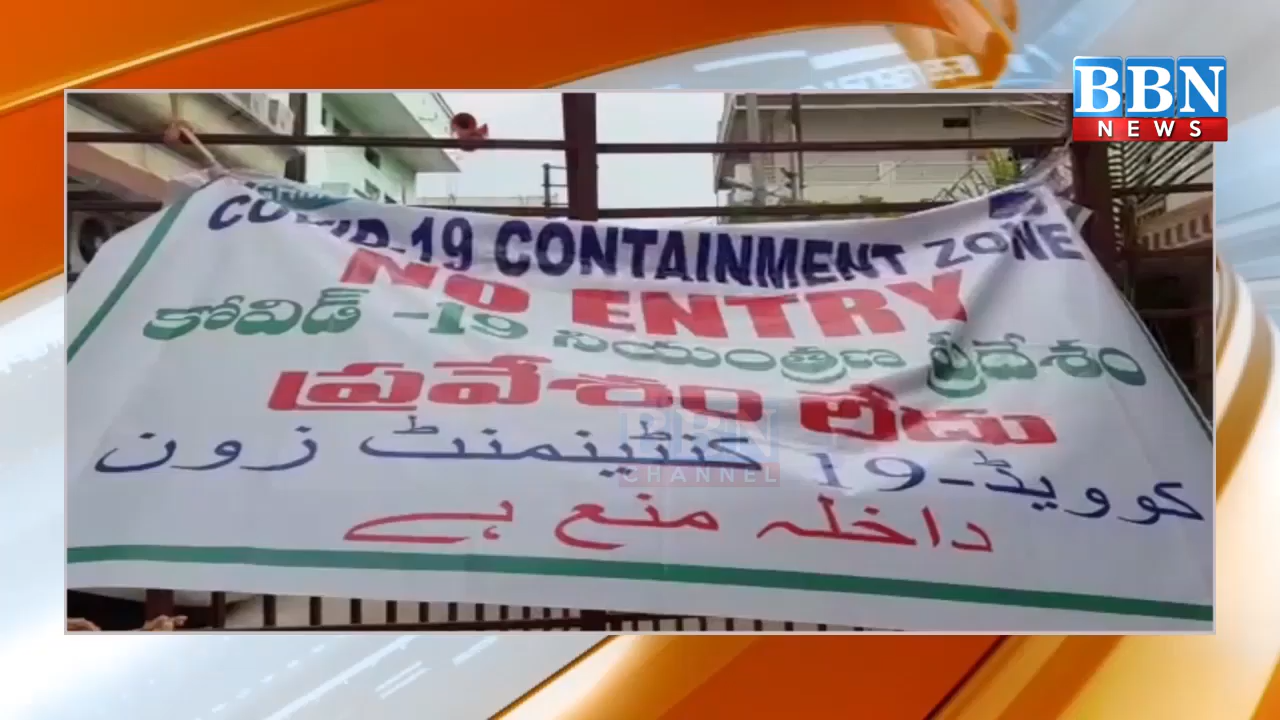 BBN
NEWS
COVID-19 CONTAINMENT ZONE
NO ENTRY
కోవిడ్ -19 నియంత్రణ ప్రదేశం
ప్రవేశం లేదు
کوویڈ-19 کنٹینمنٹ زون
داخلہ منع ہے
BBN
CHANNEL